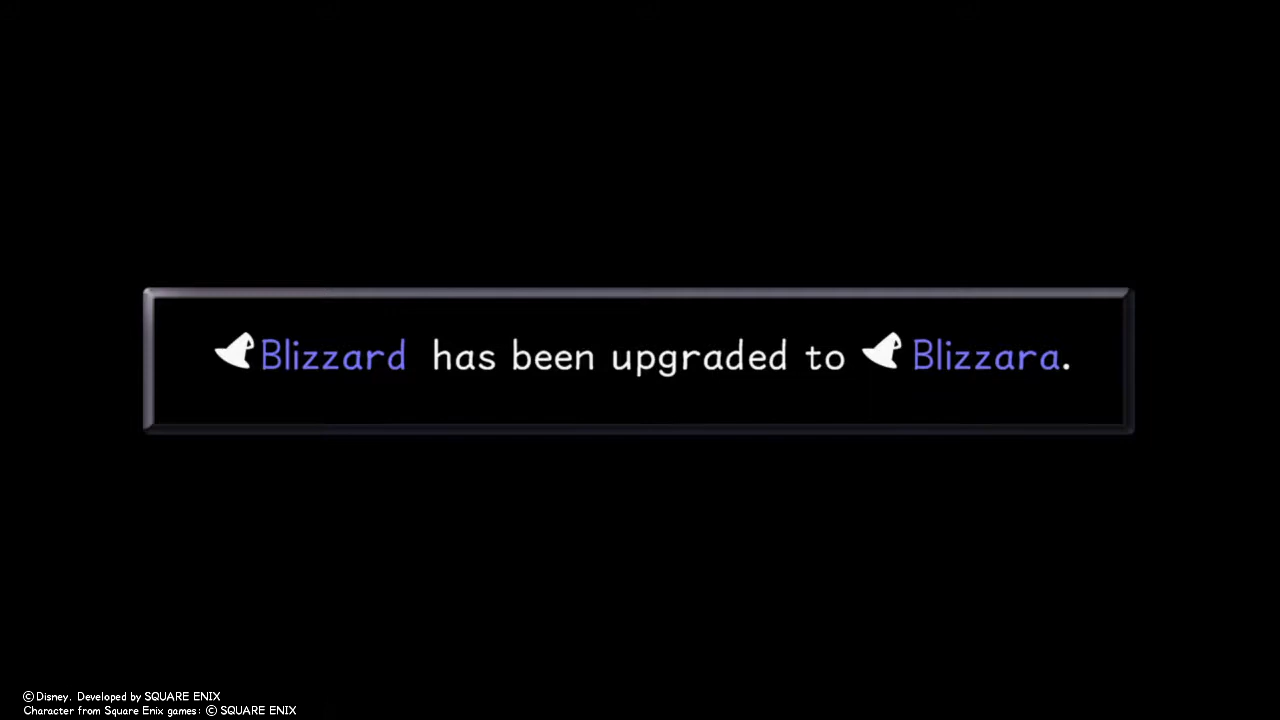 Blizzard has been upgraded to Blizzara.
©Disney. Developed by SQUARE ENIX
Character from Square Enix games: © SQUARE ENIX